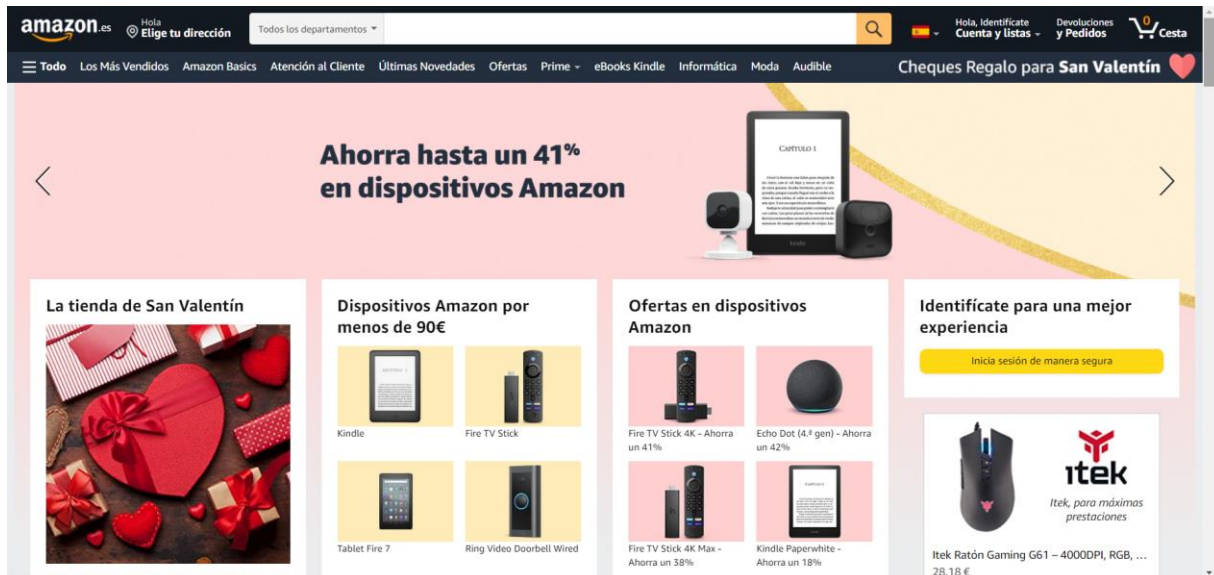 amazon.es
Hola
Elige tu dirección
Todos los departamentos
Hola, Identifícate
Cuenta y listas
Devoluciones
y Pedidos
0
Cesta
Todo Los Más Vendidos Amazon Basics Atención al Cliente Últimas Novedades Ofertas Prime eBooks Kindle Informática Moda Audible
Cheques Regalo para San Valentín
Ahorra hasta un 41%
en dispositivos Amazon
CAPÍTULO 1
kindle
La tienda de San Valentín
Dispositivos Amazon por
menos de 90€
Kindle
Fire TV Stick
Tablet Fire 7
Ring Video Doorbell Wired
Ofertas en dispositivos
Amazon
Fire TV Stick 4K - Ahorra
un 41%
Echo Dot (4.ª gen) - Ahorra
un 42%
Fire TV Stick 4K Max -
Ahorra un 38%
Kindle Paperwhite -
Ahorra un 18%
Identifícate para una mejor
experiencia
Inicia sesión de manera segura
ıtek
Itek, para máximas
prestaciones
Itek Ratón Gaming G61 – 4000DPI, RGB, ...
28,18 €